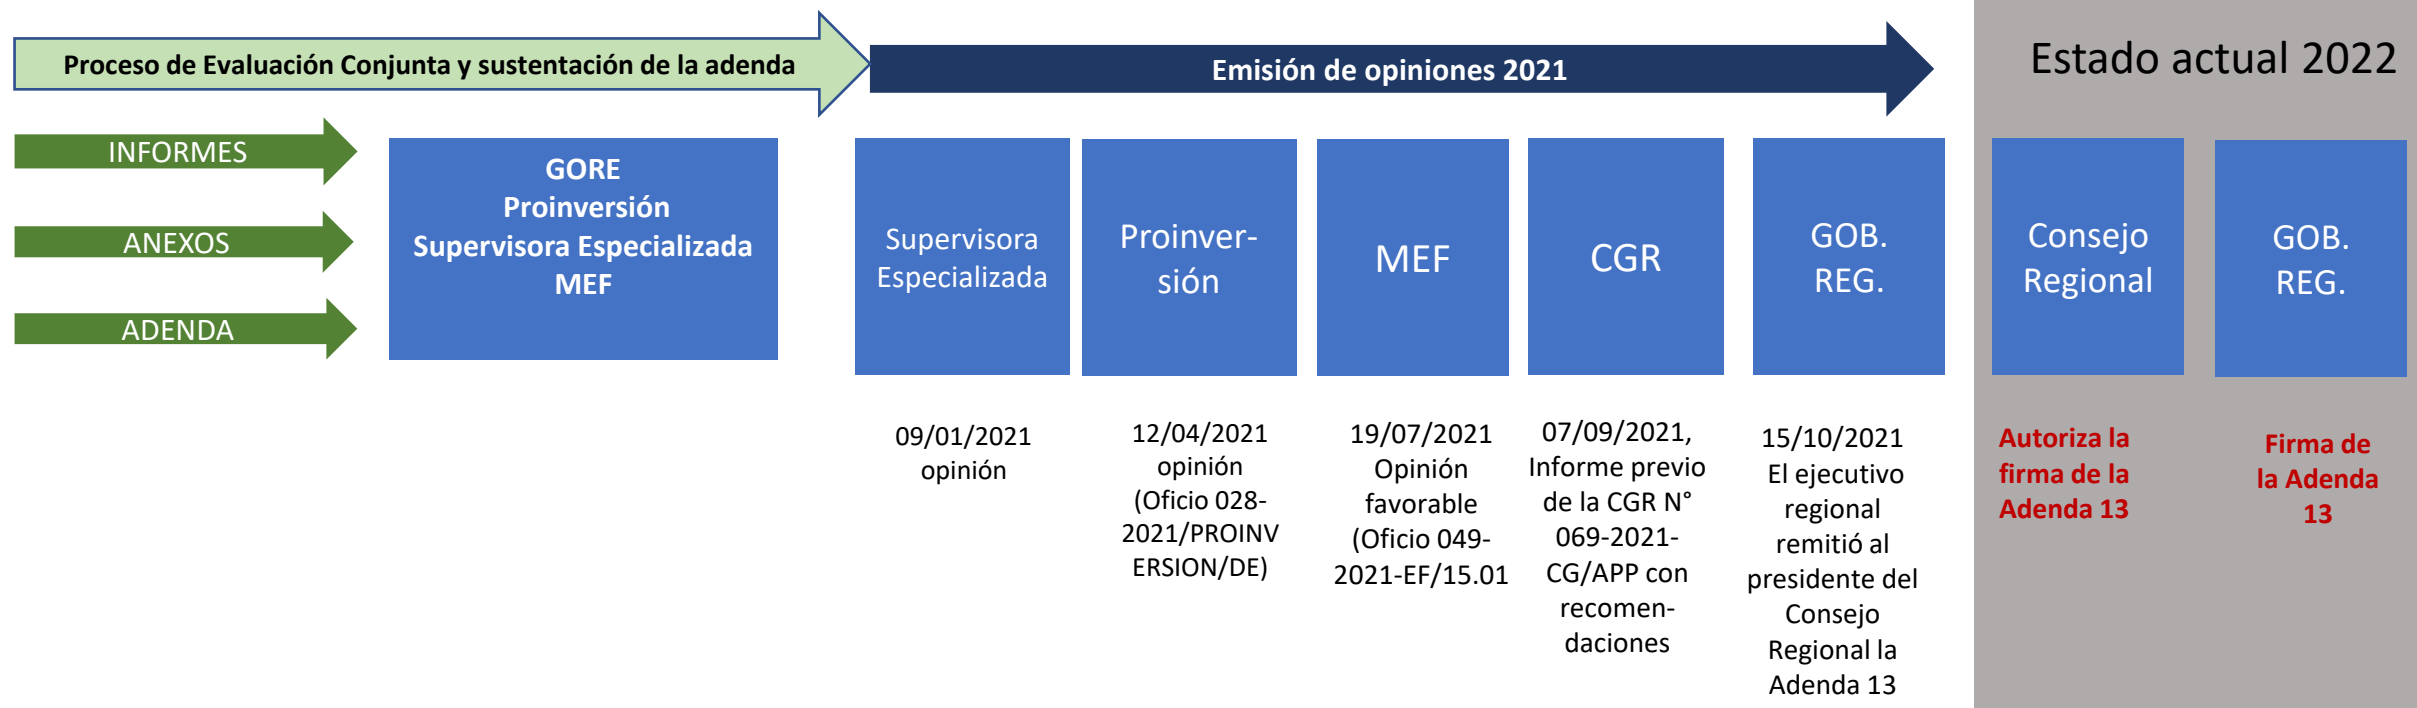 Proceso de Evaluación Conjunta y sustentación de la adenda
Emisión de opiniones 2021
Estado actual 2022
INFORMES
ANEXOS
ADENDA
GORE
Proinversión
Supervisora Especializada
MEF
Supervisora
Especializada
Proinver-
sión
MEF
CGR
GOB.
REG.
Consejo
Regional
GOB.
REG.
09/01/2021
opinión
12/04/2021
opinión
(Oficio 028-
2021/PROINV
ERSION/DE)
19/07/2021
Opinión
favorable
(Oficio 049-
2021-EF/15.01
07/09/2021,
Informe previo
de la CGR N°
069-2021-
CG/APP con
recomen-
daciones
15/10/2021
El ejecutivo
regional
remitió al
presidente del
Consejo
Regional la
Adenda 13
Autoriza la
firma de la
Adenda 13
Firma de
la Adenda
13